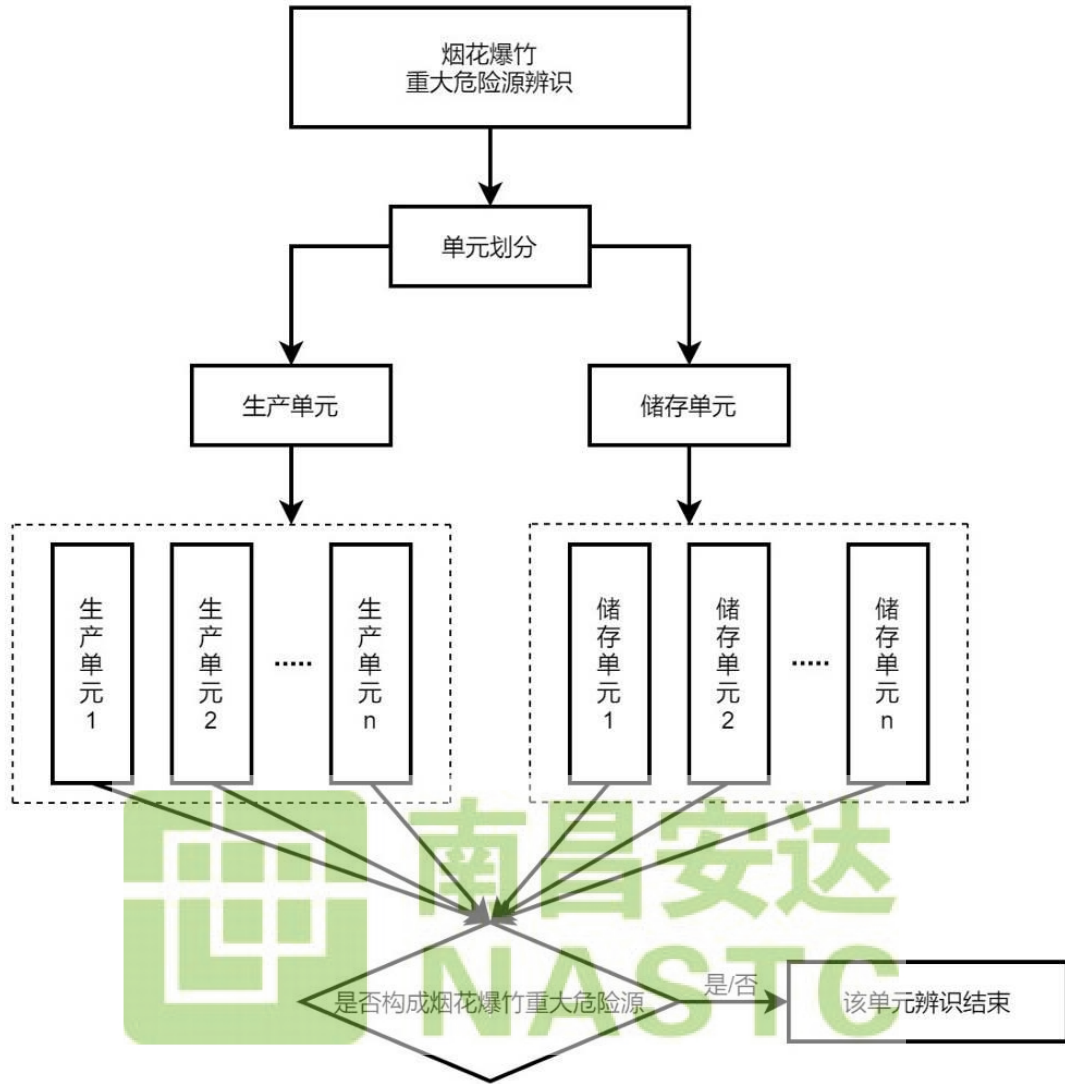 烟花爆竹
重大危险源辨识
单元划分
生产单元
储存单元
生产单元1
生产单元2
......
生产单元n
储存单元1
储存单元2
......
储存单元n
南昌安达
NASTC
是否构成烟花爆竹重大危险源
是/否
该单元辨识结束